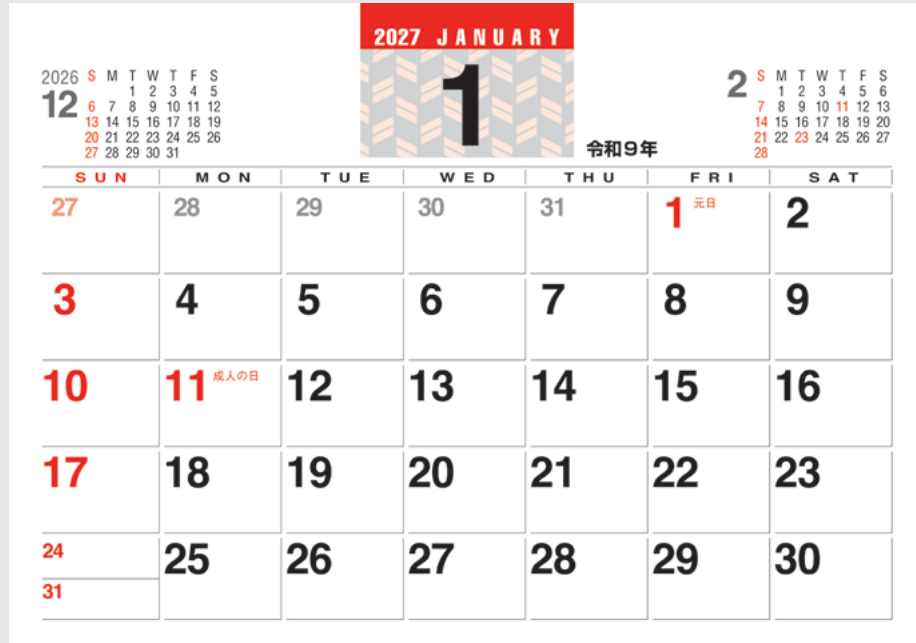 2027 JANUARY
1
令和9年
2026
12
S M T W T F S
1 2 3 4 5
6 7 8 9 10 11 12
13 14 15 16 17 18 19
20 21 22 23 24 25 26
27 28 29 30 31
2
S M T W T F S
1 2 3 4 5 6
7 8 9 10 11 12 13
14 15 16 17 18 19 20
21 22 23 24 25 26 27
28
SUN MON TUE WED THU FRI SAT
27 28 29 30 31 1 元日 2
3 4 5 6 7 8 9
10 11 成人の日 12 13 14 15 16
17 18 19 20 21 22 23
24 25 26 27 28 29 30
31